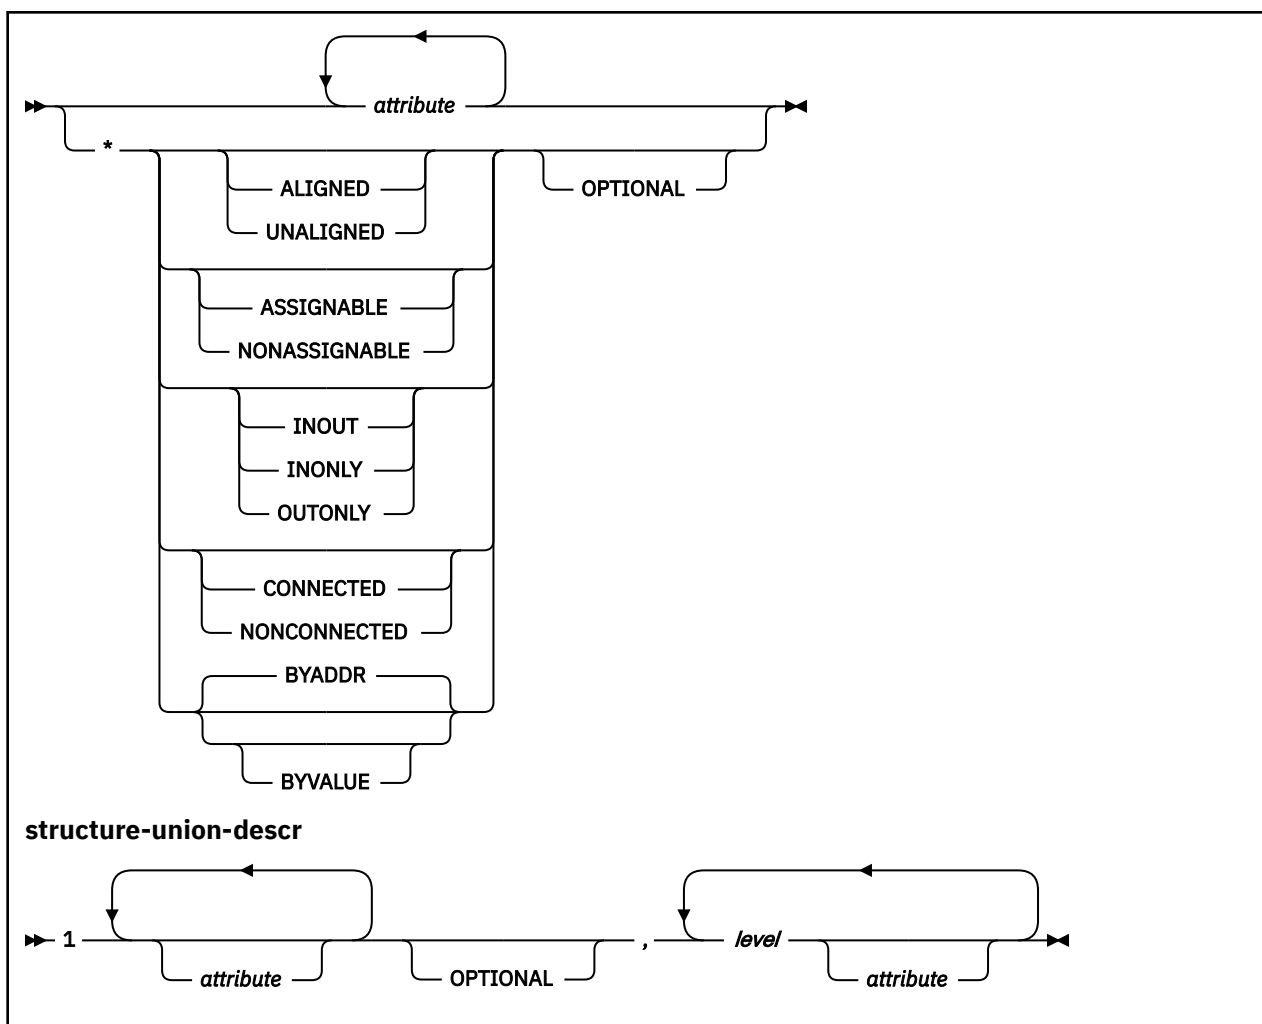 attribute
*
ALIGNED
OPTIONAL
UNALIGNED
ASSIGNABLE
NONASSIGNABLE
INOUT
INONLY
OUTONLY
CONNECTED
NONCONNECTED
BYADDR
BYVALUE
structure-union-descr
1 , level
attribute OPTIONAL attribute